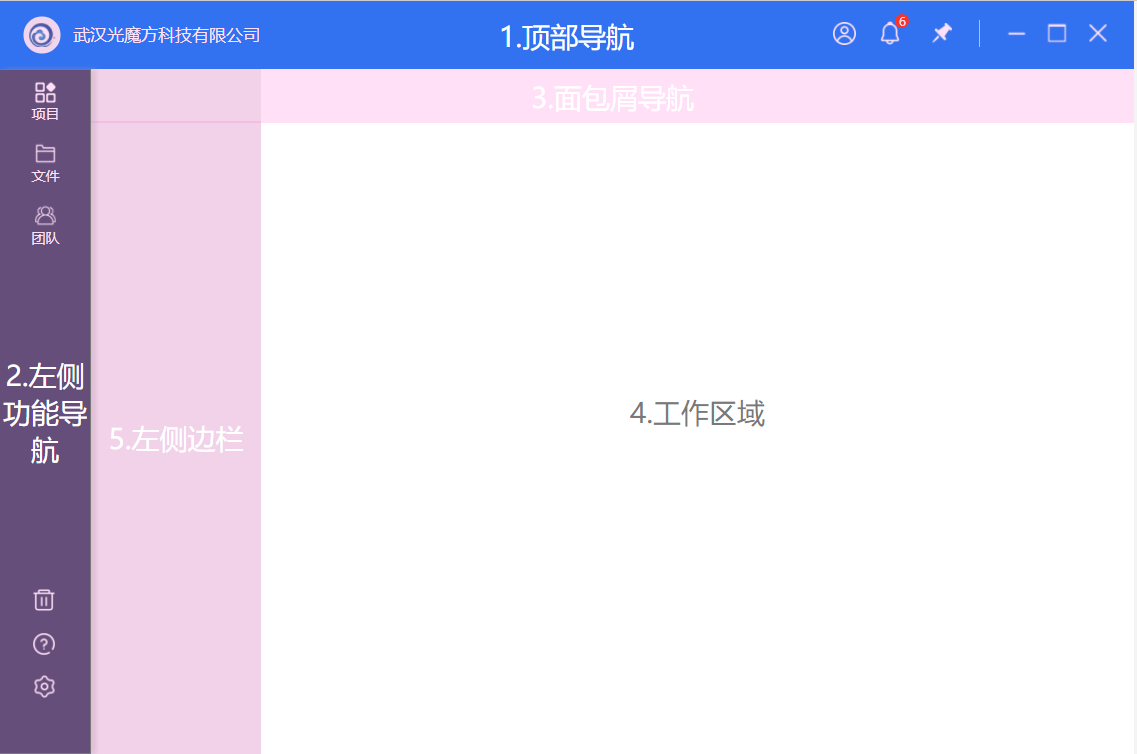 武汉光魔方科技有限公司
1.顶部导航
6
项目
文件
团队
2.左侧
功能导
航
3.面包屑导航
5.左侧边栏
4.工作区域